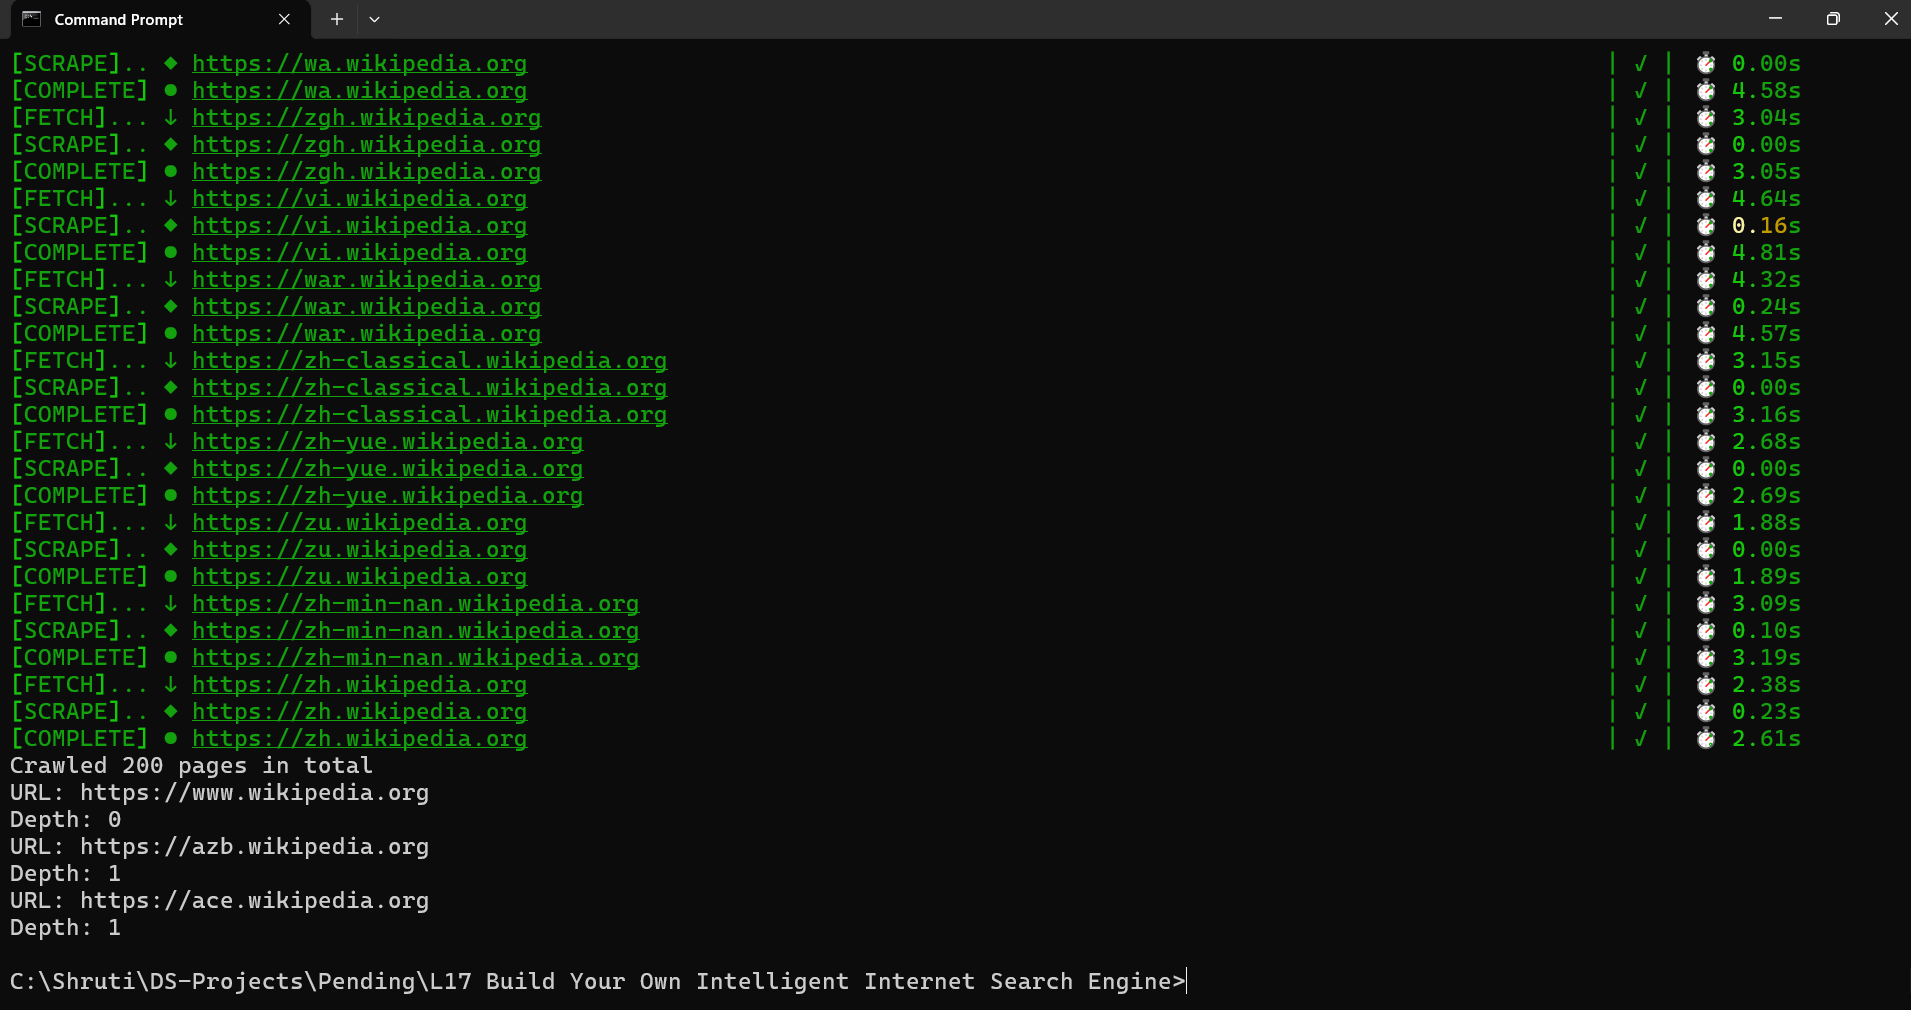 Command Prompt
[SCRAPE].. ◆ https://wa.wikipedia.org | √ | ⏱ 0.00s
[COMPLETE] ● https://wa.wikipedia.org | √ | ⏱ 4.58s
[FETCH]... ↓ https://zgh.wikipedia.org | √ | ⏱ 3.04s
[SCRAPE].. ◆ https://zgh.wikipedia.org | √ | ⏱ 0.00s
[COMPLETE] ● https://zgh.wikipedia.org | √ | ⏱ 3.05s
[FETCH]... ↓ https://vi.wikipedia.org | √ | ⏱ 4.64s
[SCRAPE].. ◆ https://vi.wikipedia.org | √ | ⏱ 0.16s
[COMPLETE] ● https://vi.wikipedia.org | √ | ⏱ 4.81s
[FETCH]... ↓ https://war.wikipedia.org | √ | ⏱ 4.32s
[SCRAPE].. ◆ https://war.wikipedia.org | √ | ⏱ 0.24s
[COMPLETE] ● https://war.wikipedia.org | √ | ⏱ 4.57s
[FETCH]... ↓ https://zh-classical.wikipedia.org | √ | ⏱ 3.15s
[SCRAPE].. ◆ https://zh-classical.wikipedia.org | √ | ⏱ 0.00s
[COMPLETE] ● https://zh-classical.wikipedia.org | √ | ⏱ 3.16s
[FETCH]... ↓ https://zh-yue.wikipedia.org | √ | ⏱ 2.68s
[SCRAPE].. ◆ https://zh-yue.wikipedia.org | √ | ⏱ 0.00s
[COMPLETE] ● https://zh-yue.wikipedia.org | √ | ⏱ 2.69s
[FETCH]... ↓ https://zu.wikipedia.org | √ | ⏱ 1.88s
[SCRAPE].. ◆ https://zu.wikipedia.org | √ | ⏱ 0.00s
[COMPLETE] ● https://zu.wikipedia.org | √ | ⏱ 1.89s
[FETCH]... ↓ https://zh-min-nan.wikipedia.org | √ | ⏱ 3.09s
[SCRAPE].. ◆ https://zh-min-nan.wikipedia.org | √ | ⏱ 0.10s
[COMPLETE] ● https://zh-min-nan.wikipedia.org | √ | ⏱ 3.19s
[FETCH]... ↓ https://zh.wikipedia.org | √ | ⏱ 2.38s
[SCRAPE].. ◆ https://zh.wikipedia.org | √ | ⏱ 0.23s
[COMPLETE] ● https://zh.wikipedia.org | √ | ⏱ 2.61s
Crawled 200 pages in total
URL: https://www.wikipedia.org
Depth: 0
URL: https://azb.wikipedia.org
Depth: 1
URL: https://ace.wikipedia.org
Depth: 1
C:\Shruti\DS-Projects\Pending\L17 Build Your Own Intelligent Internet Search Engine>